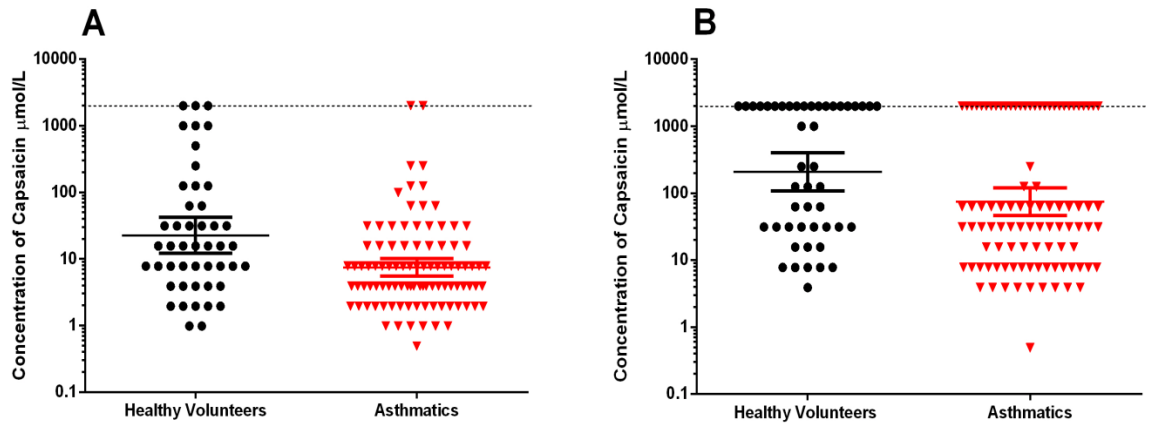 A
Concentration of Capsaicin μmol/L
10000
1000
100
10
1
0.1
Healthy Volunteers
Asthmatics
B
Concentration of Capsaicin μmol/L
10000
1000
100
10
1
0.1
Healthy Volunteers
Asthmatics